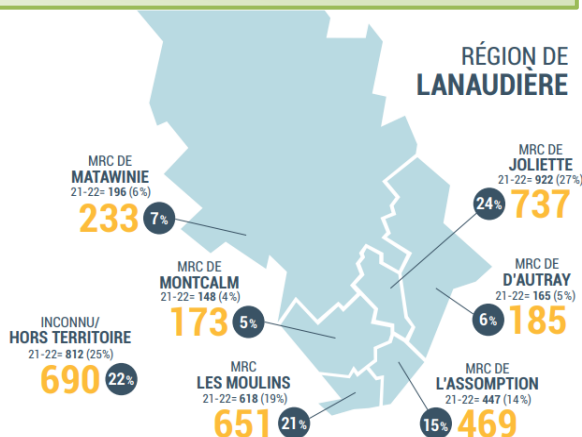 RÉGION DE
LANAUDIÈRE
MRC DE
MATAWINIE
21-22= 196 (6%)
233 7%
MRC DE
JOLIETTE
21-22= 922 (27%)
24% 737
MRC DE
MONTCALM
21-22= 148 (4%)
173 5%
MRC DE
D'AUTRAY
21-22= 165 (5%)
6% 185
INCONNU/
HORS TERRITOIRE
21-22= 812 (25%)
690 22%
MRC
LES MOULINS
21-22= 618 (19%)
651 21%
MRC DE
L'ASSOMPTION
21-22= 447 (14%)
15% 469